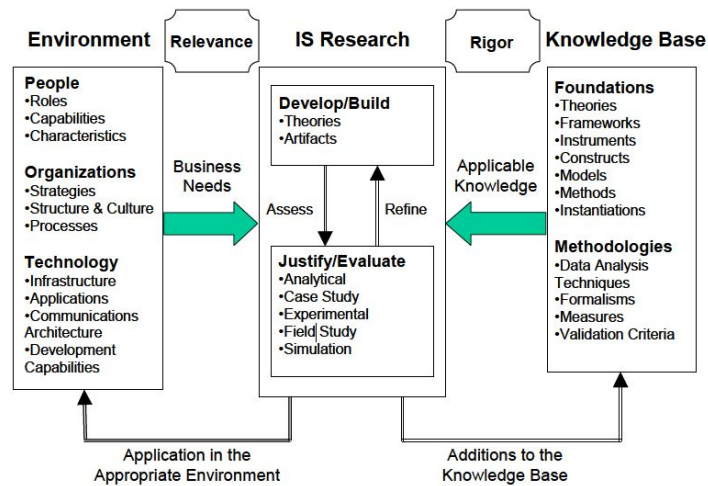 Environment
Relevance
IS Research
Rigor
Knowledge Base
People
•Roles
•Capabilities
•Characteristics
Organizations
•Strategies
•Structure & Culture
•Processes
Technology
•Infrastructure
•Applications
•Communications
Architecture
•Development
Capabilities
Business
Needs
Develop/Build
•Theories
•Artifacts
Assess
Refine
Justify/Evaluate
•Analytical
•Case Study
•Experimental
•Field Study
•Simulation
Applicable
Knowledge
Foundations
•Theories
•Frameworks
•Instruments
•Constructs
•Models
•Methods
•Instantiations
Methodologies
•Data Analysis
Techniques
•Formalisms
•Measures
•Validation Criteria
Application in the
Appropriate Environment
Additions to the
Knowledge Base